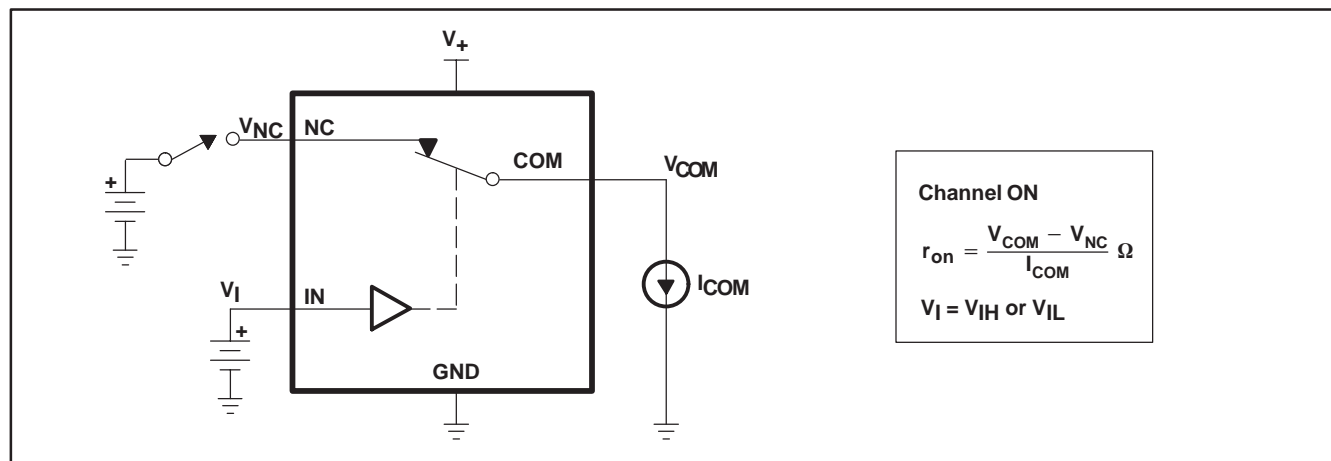 V+
VNC NC
COM
VCOM
+
VI IN
+
ICOM
GND
Channel ON
ron = VCOM − VNC / ICOM Ω
VI = VIH or VIL